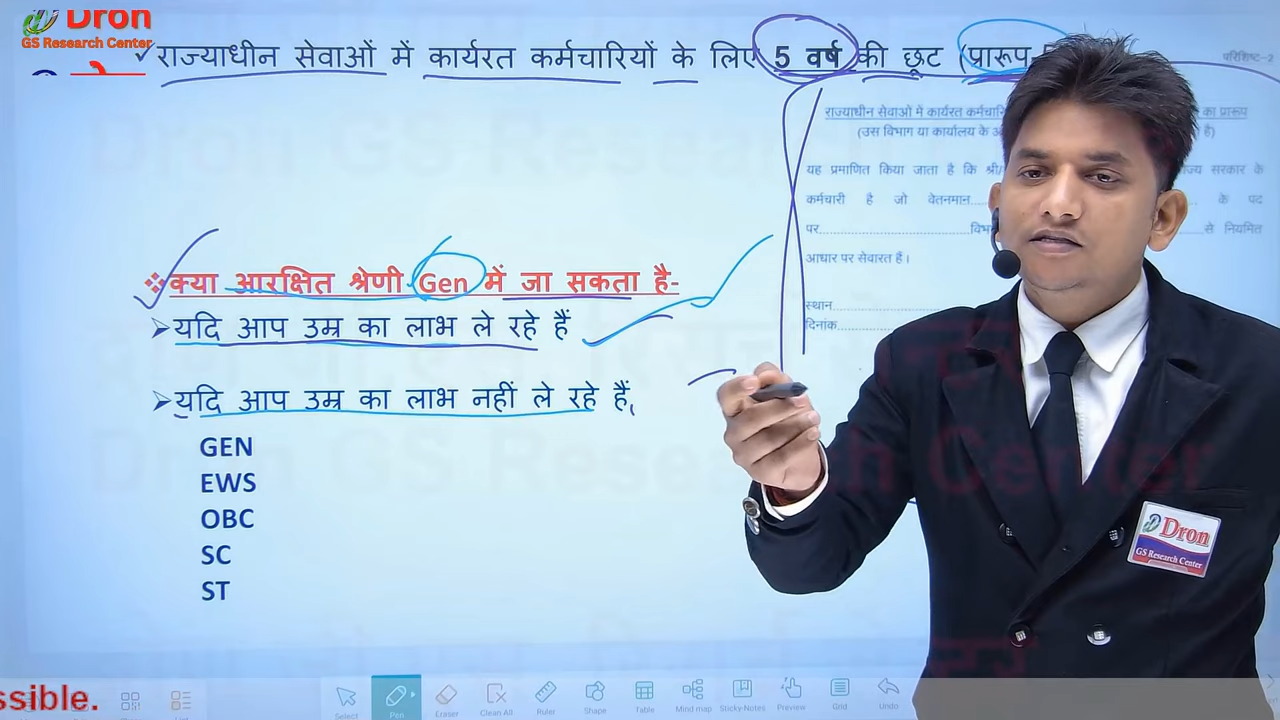 Dron
GS Research Center
✓राज्याधीन सेवाओं में कार्यरत कर्मचारियों के लिए 5 वर्ष की छूट (प्रारूप-
परिशिष्ट-2
राज्याधीन सेवाओं में कार्यरत का प्रारूप
(उस विभाग या कार्यालय के है)
यह प्रमाणित किया जाता है कि सरकार के
कर्मचारी है जो वेतनमान.... के पद
पर............................ से नियमित
आधार पर सेवारत हैं।
स्थान
दिनांक
❖क्या आरक्षित श्रेणी Gen में जा सकता है-
➢यदि आप उम्र का लाभ ले रहे हैं
➢यदि आप उम्र का लाभ नहीं ले रहे हैं,
GEN
EWS
OBC
SC
ST
Dron
GS Research Center
ssible.
Select Pen Eraser Clean All Ruler Shape Table Mind map Sticky-Notes Preview Grid Undo